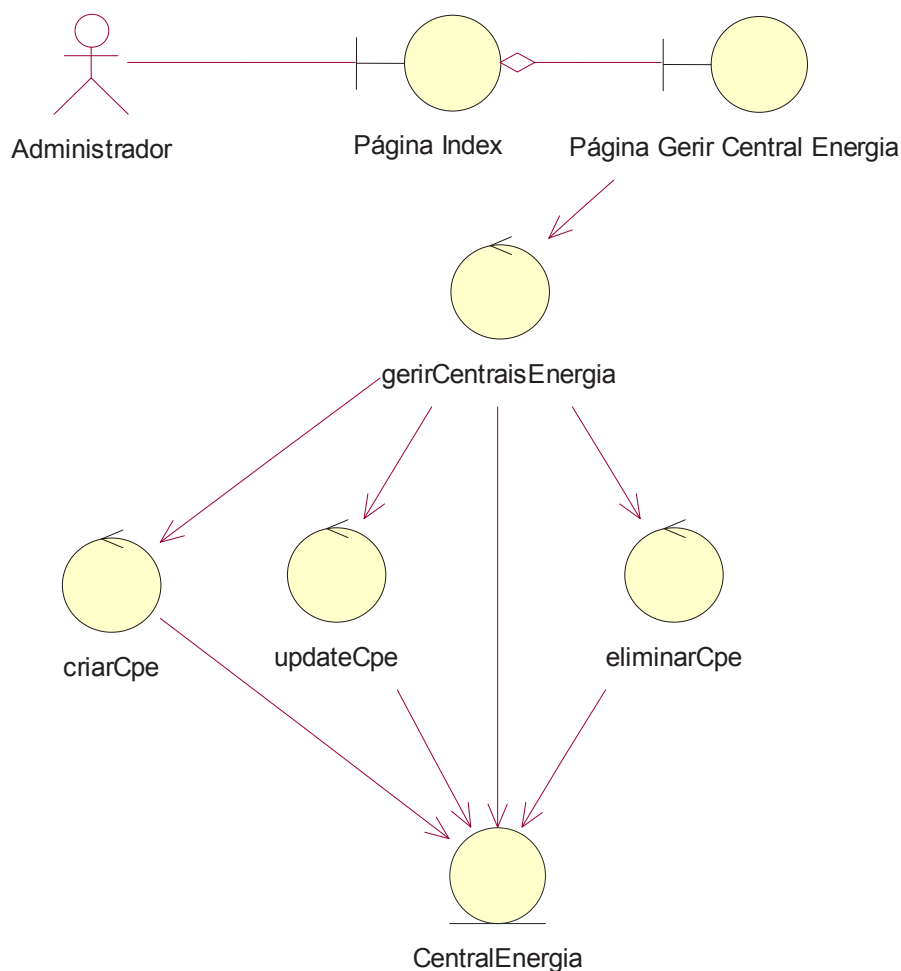 Administrador
Página Index
Página Gerir Central Energia
gerirCentraisEnergia
criarCpe
updateCpe
eliminarCpe
CentralEnergia